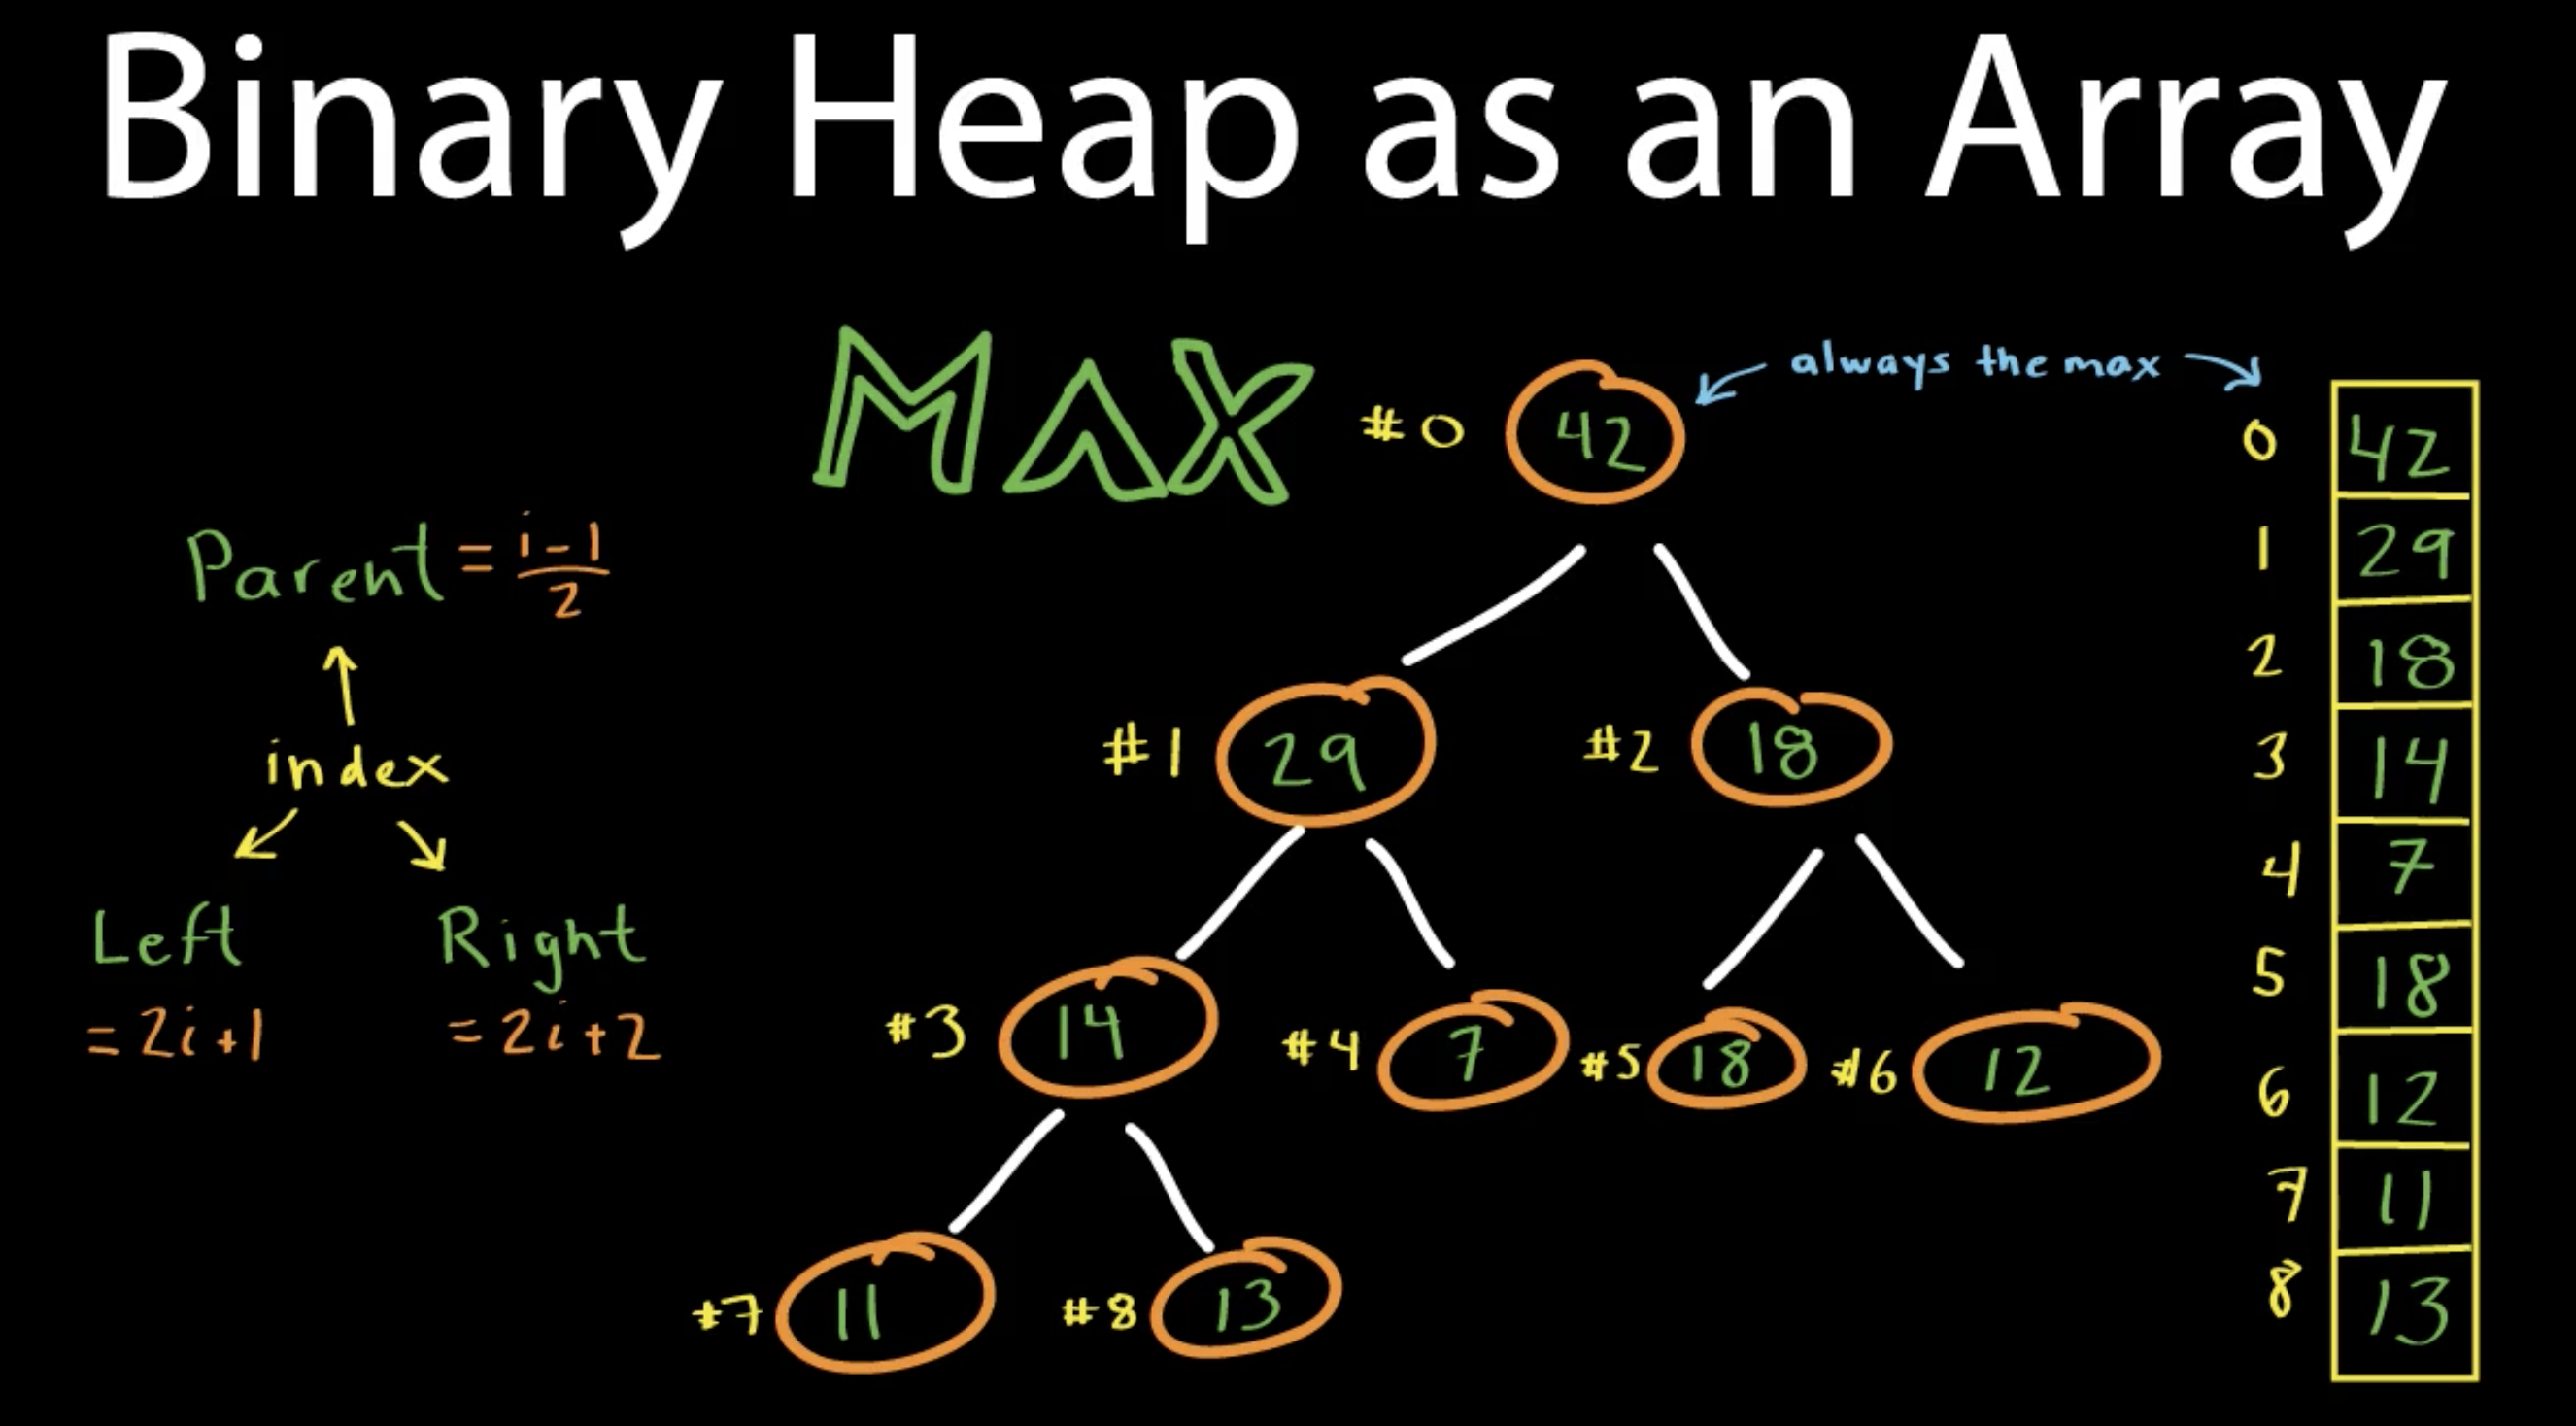 Binary Heap as an Array
MAX
always the max
#0 42
Parent = i-1
2
index
Left
= 2i+1
Right
= 2i+2
#1 29
#2 18
#3 14
#4 7
#5 18
#6 12
#7 11
#8 13
0 42
1 29
2 18
3 14
4 7
5 18
6 12
7 11
8 13